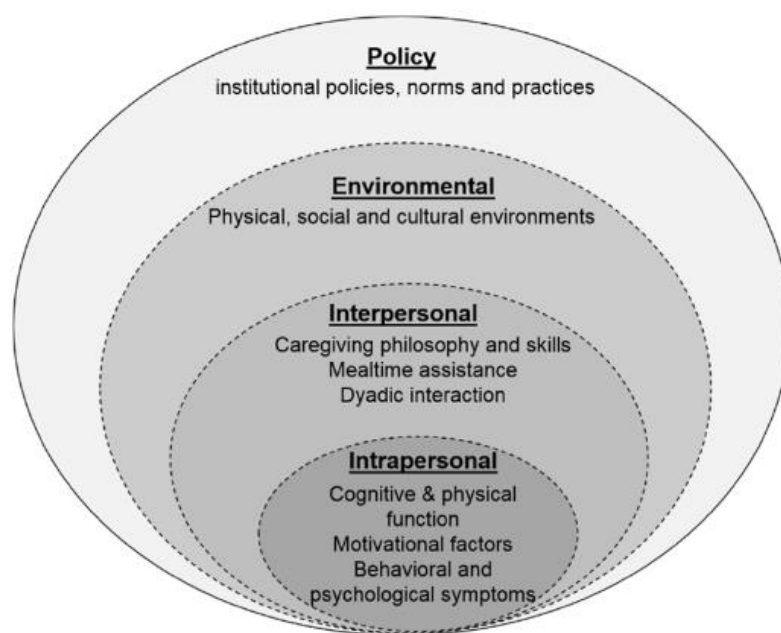 Policy
institutional policies, norms and practices
Environmental
Physical, social and cultural environments
Interpersonal
Caregiving philosophy and skills
Mealtime assistance
Dyadic interaction
Intrapersonal
Cognitive & physical
function
Motivational factors
Behavioral and
psychological symptoms